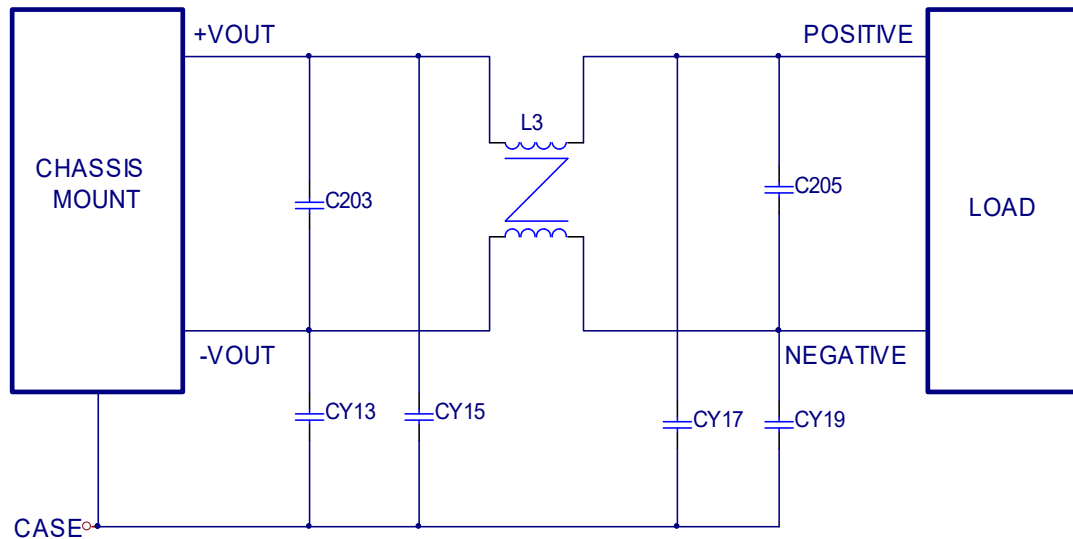 +VOUT
POSITIVE
L3
CHASSIS
MOUNT
C203
C205
LOAD
-VOUT
NEGATIVE
CY13
CY15
CY17
CY19
CASE